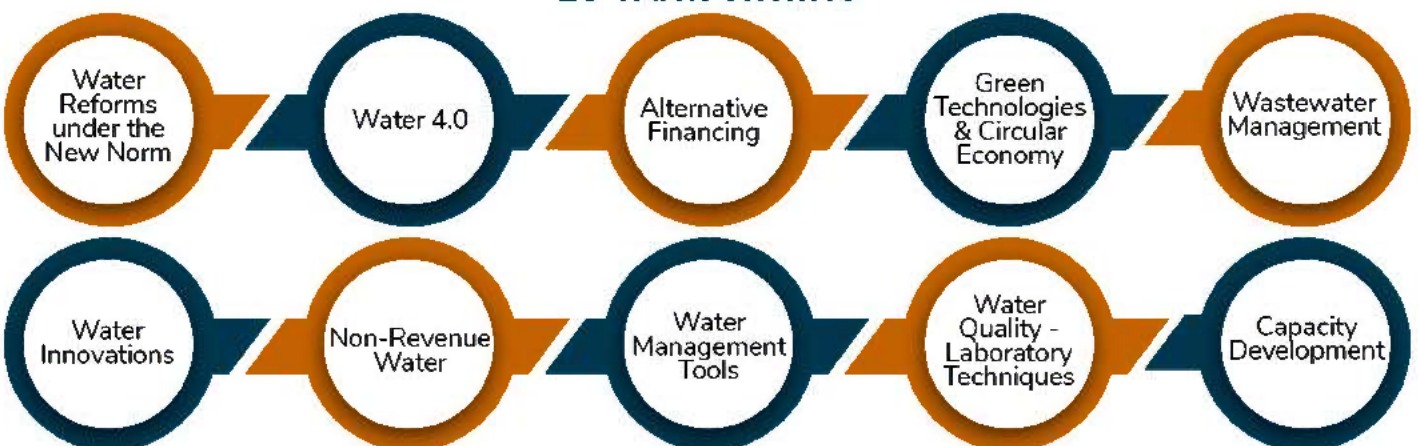 Water
Reforms
under the
New Norm
Water 4.0
Alternative
Financing
Green
Technologies
& Circular
Economy
Wastewater
Management
Water
Innovations
Non-Revenue
Water
Water
Management
Tools
Water
Quality -
Laboratory
Techniques
Capacity
Development